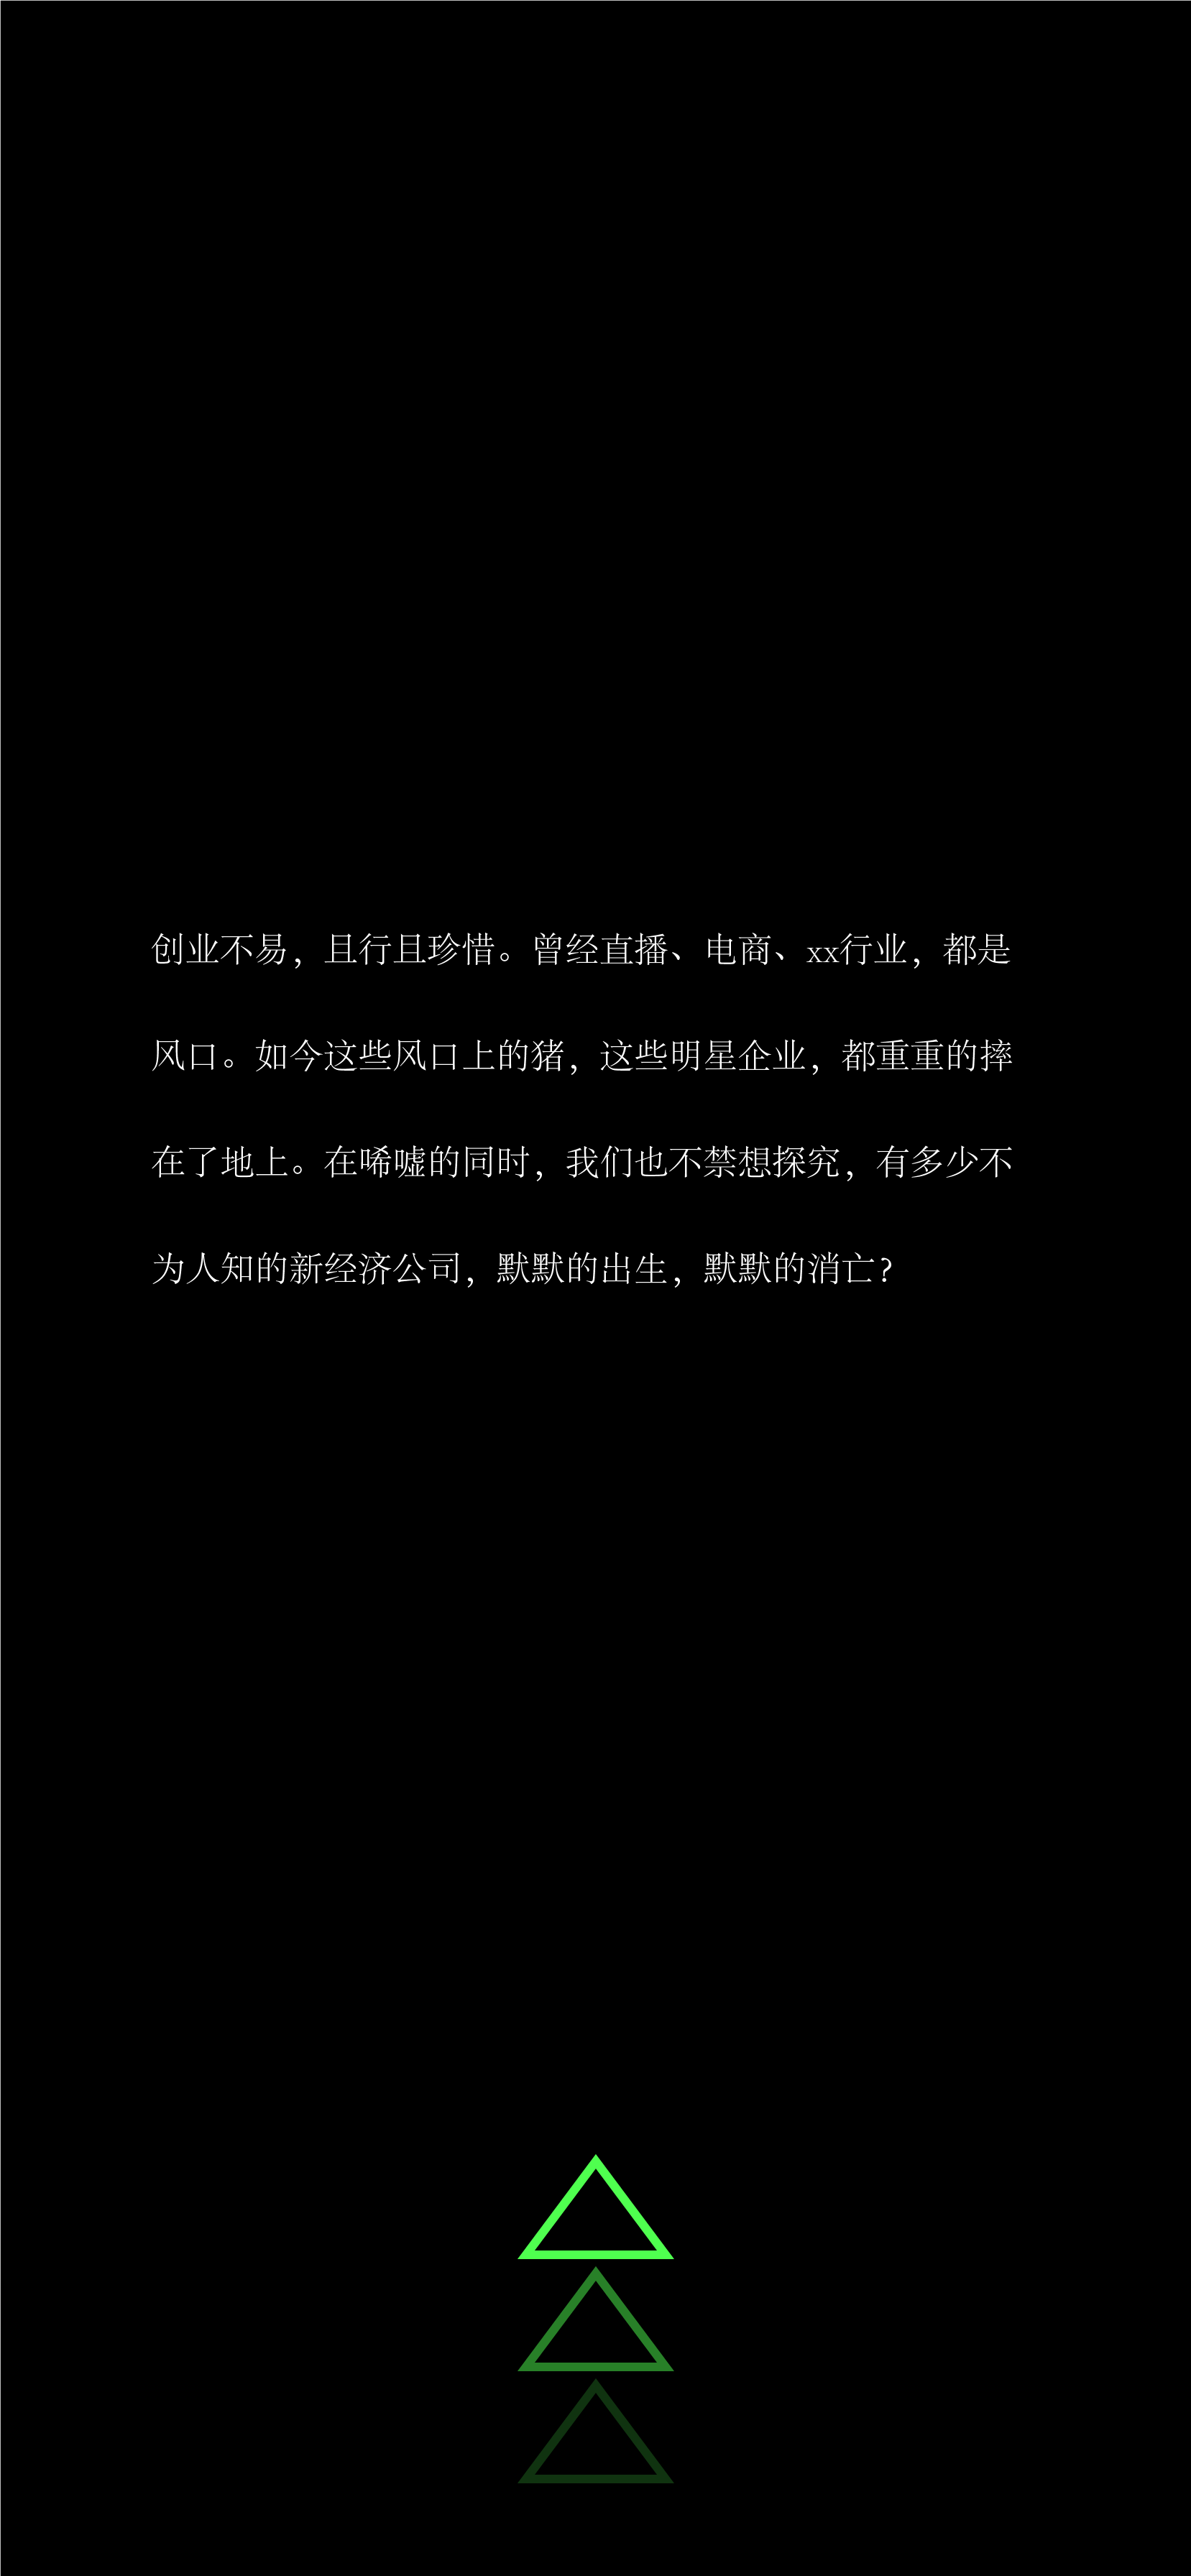 创业不易，且行且珍惜。曾经直播、电商、xx行业，都是
风口。如今这些风口上的猪，这些明星企业，都重重的摔
在了地上。在唏嘘的同时，我们也不禁想探究，有多少不
为人知的新经济公司，默默的出生，默默的消亡？